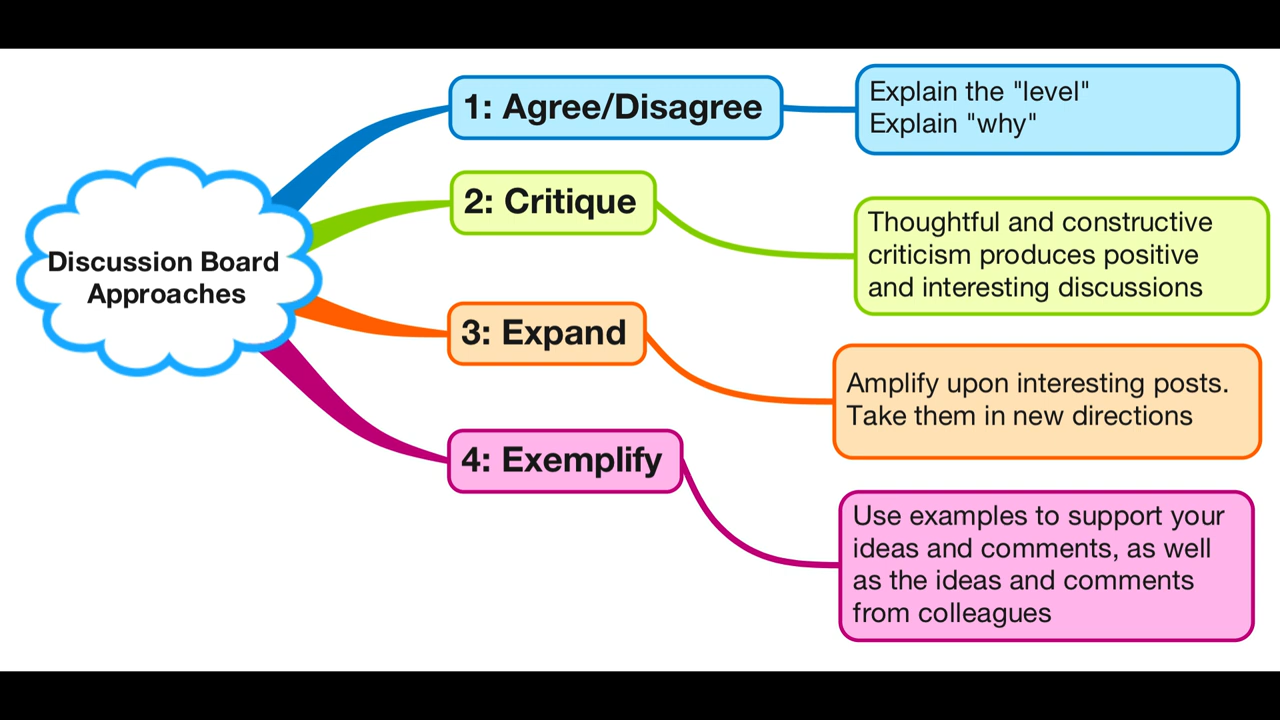 Discussion Board
Approaches
1: Agree/Disagree
Explain the "level"
Explain "why"
2: Critique
Thoughtful and constructive
criticism produces positive
and interesting discussions
3: Expand
Amplify upon interesting posts.
Take them in new directions
4: Exemplify
Use examples to support your
ideas and comments, as well
as the ideas and comments
from colleagues